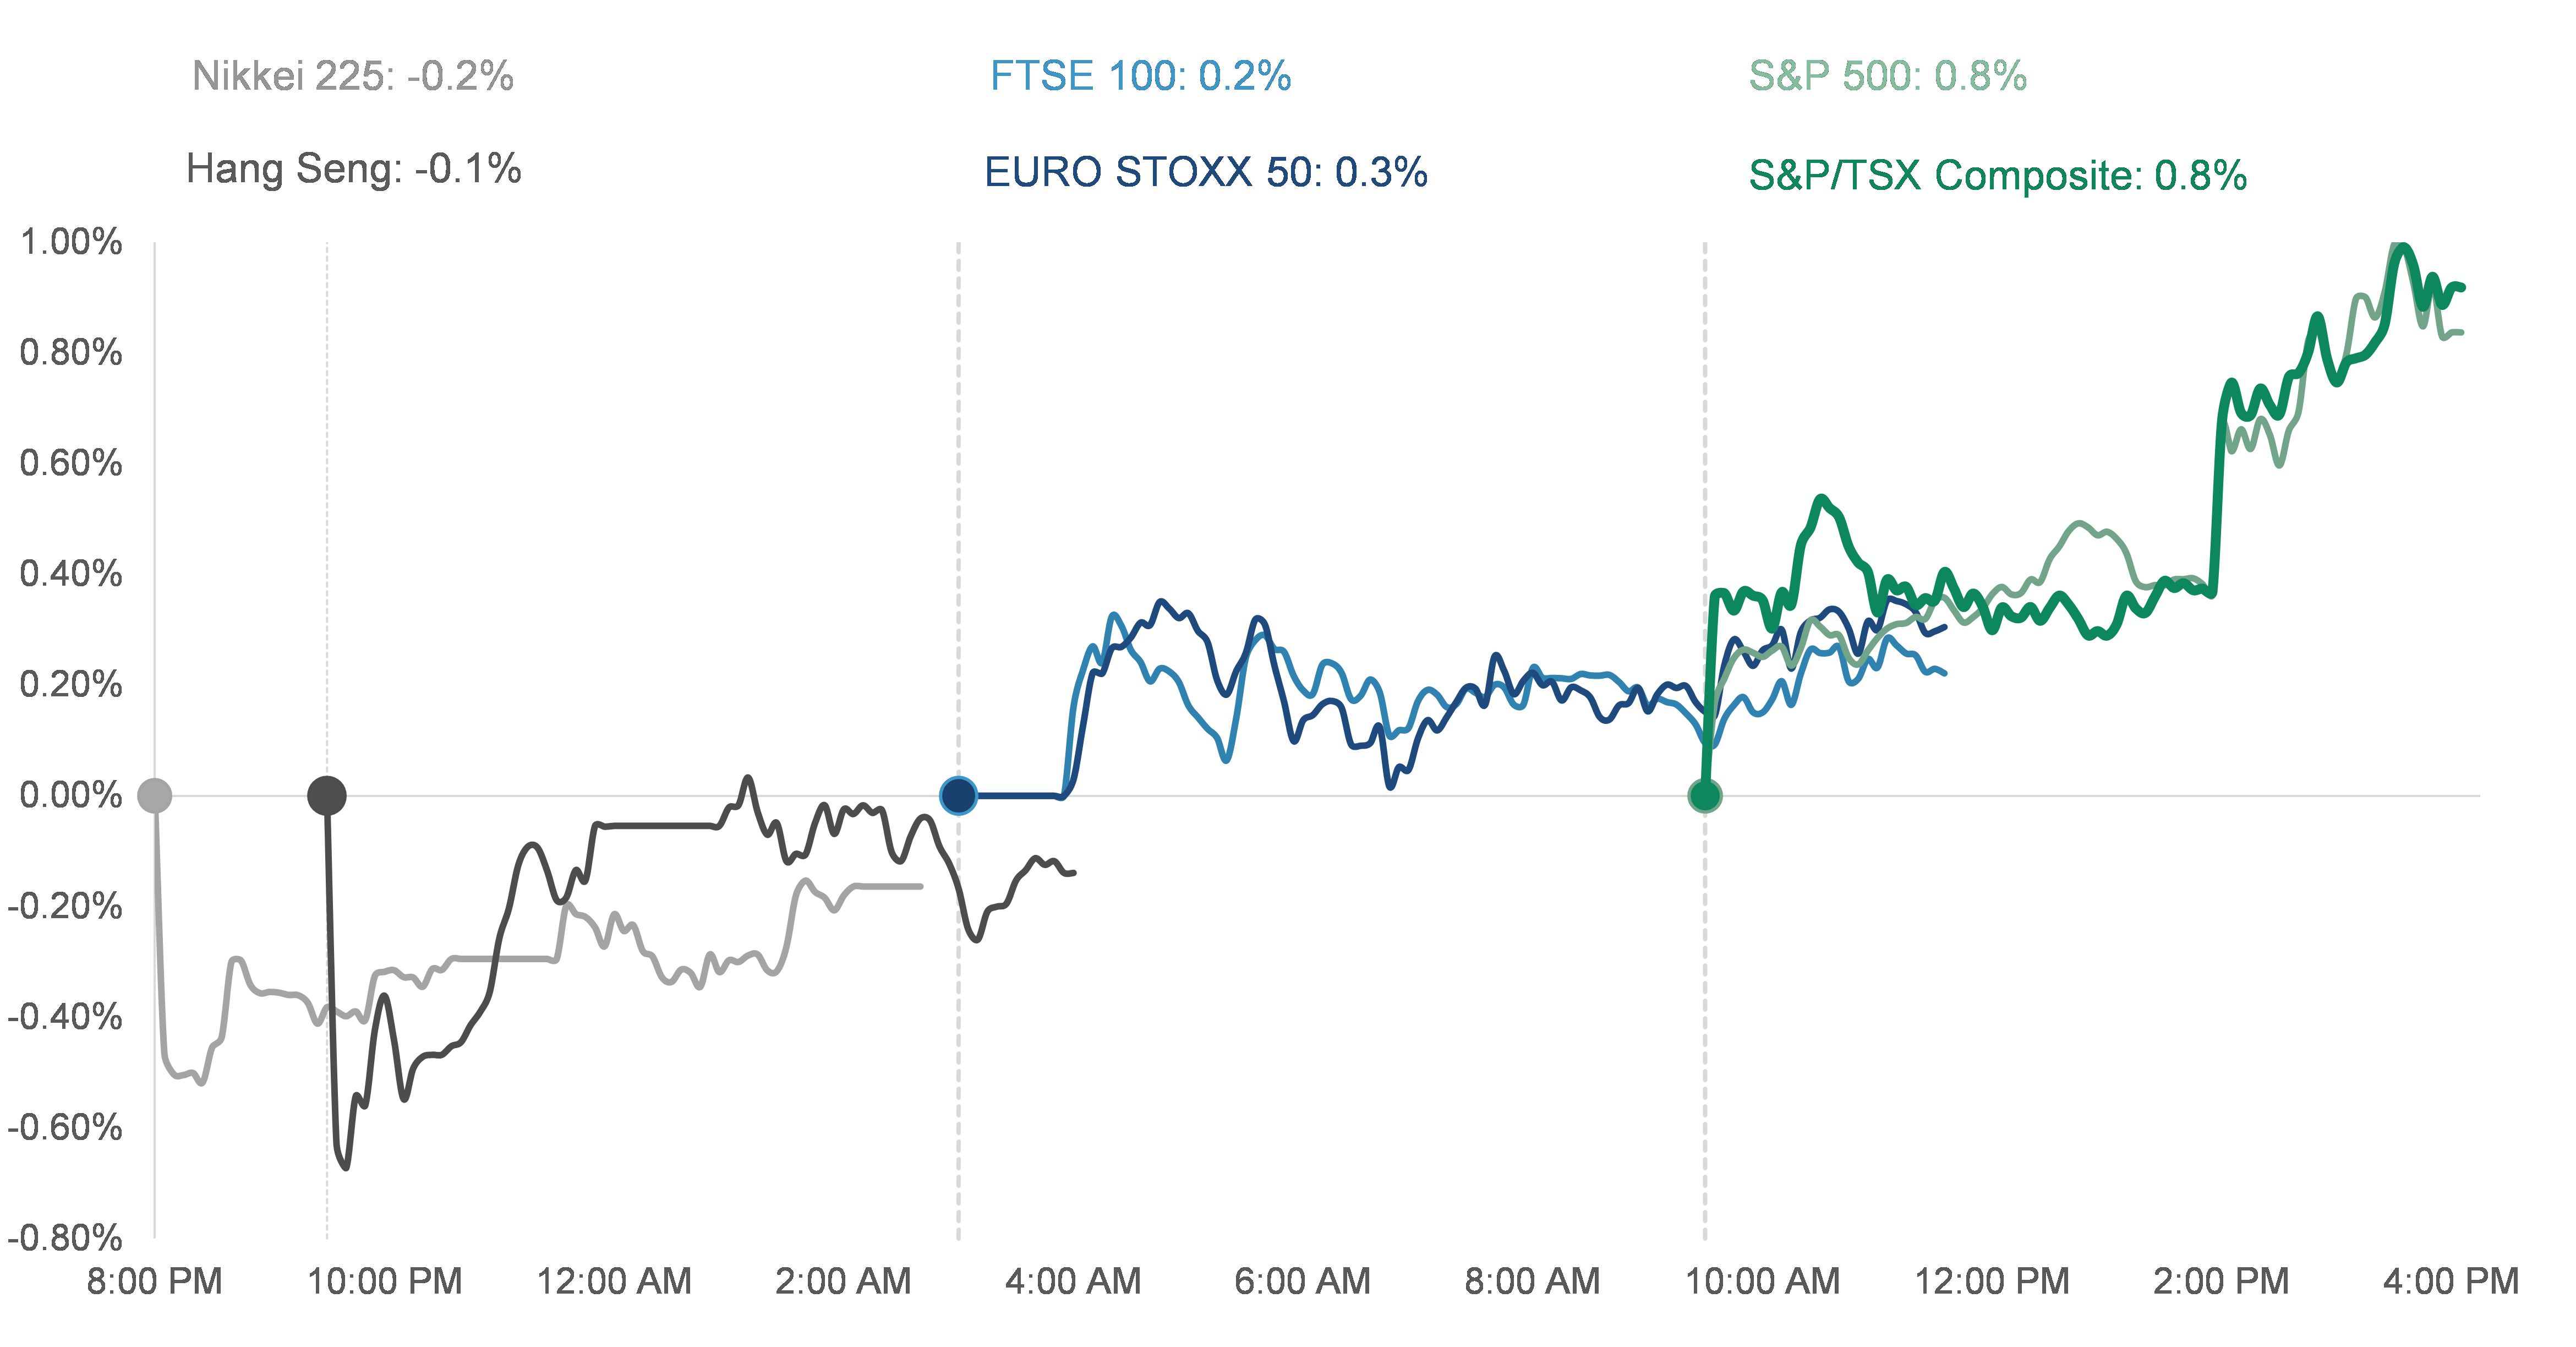 Nikkei 225: -0.2%
FTSE 100: 0.2%
S&P 500: 0.8%
Hang Seng: -0.1%
EURO STOXX 50: 0.3%
S&P/TSX Composite: 0.8%
1.00%
0.80%
0.60%
0.40%
0.20%
0.00%
-0.20%
-0.40%
-0.60%
-0.80%
8:00 PM 10:00 PM 12:00 AM 2:00 AM 4:00 AM 6:00 AM 8:00 AM 10:00 AM 12:00 PM 2:00 PM 4:00 PM